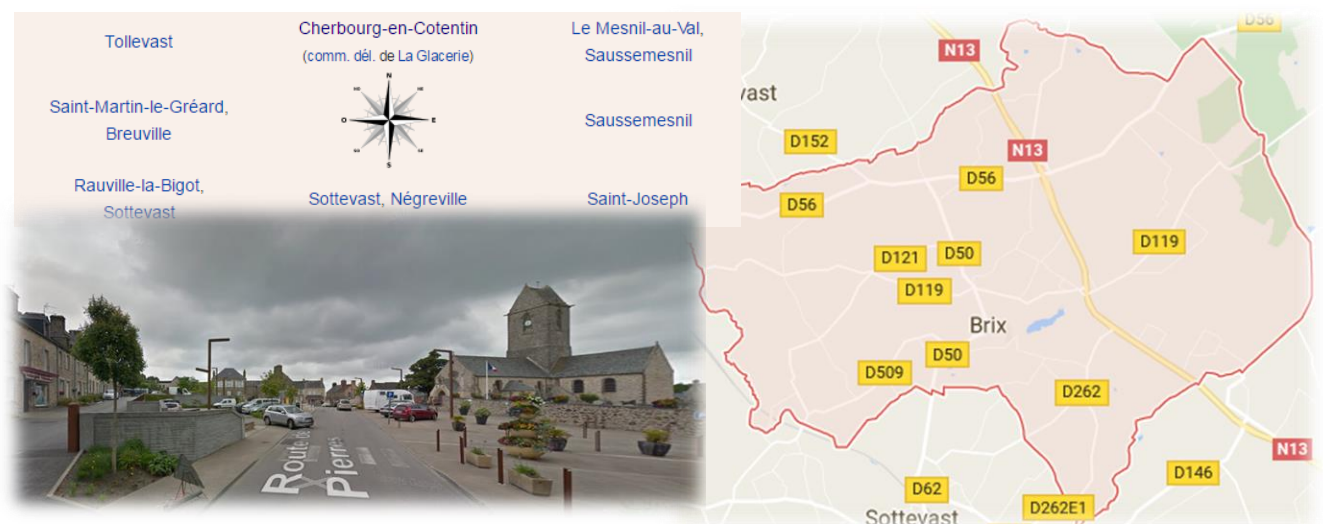 Tollevast
Cherbourg-en-Cotentin
(comm. dél. de La Glacerie)
Le Mesnil-au-Val,
Saussemesnil
Saint-Martin-le-Gréard,
Breuville
N
O
E
S
Saussemesnil
Rauville-la-Bigot,
Sottevast
Sottevast, Négreville
Saint-Joseph
Route de
Pierres
D56
N13
vast
D152
N13
D56
D56
D119
D121
D50
D119
Brix
D50
D509
D262
N13
D146
D62
D262E1
Sottevast